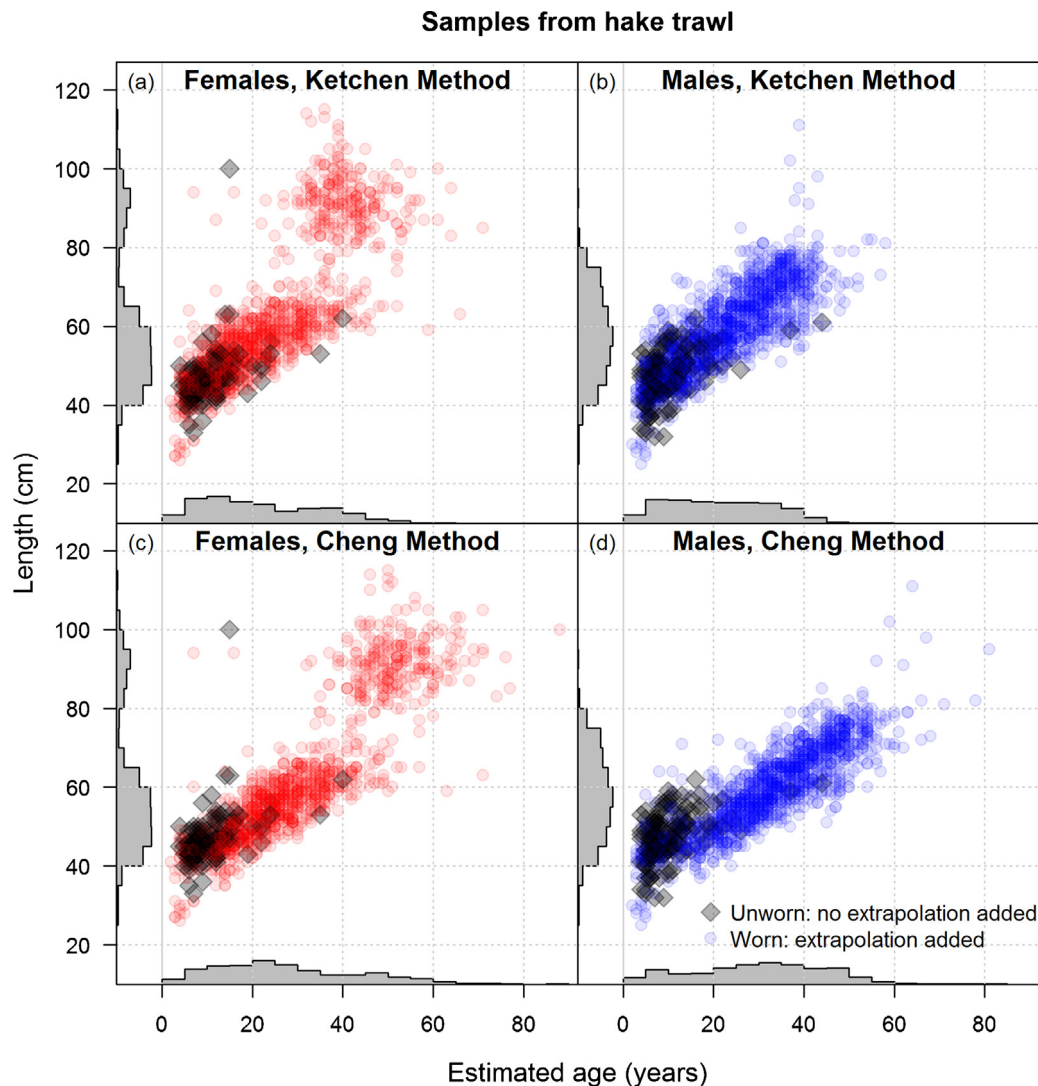 Samples from hake trawl
(a) Females, Ketchen Method
(b) Males, Ketchen Method
120
100
80
60
40
20
(c) Females, Cheng Method
(d) Males, Cheng Method
120
100
80
60
40
20
Length (cm)
Unworn: no extrapolation added
Worn: extrapolation added
0 20 40 60 80
0 20 40 60 80
Estimated age (years)